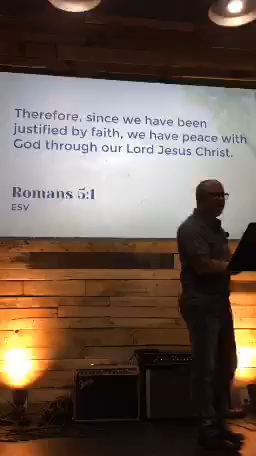 Therefore, since we have been
justified by faith, we have peace with
God through our Lord Jesus Christ.
Romans 5:1
ESV